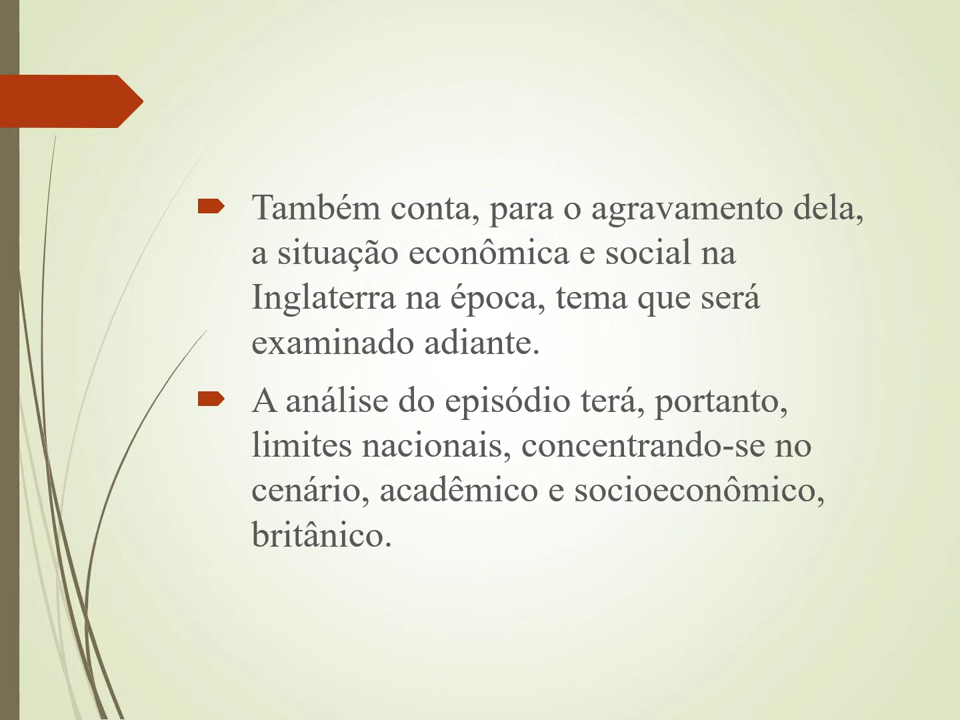 Também conta, para o agravamento dela,
a situação econômica e social na
Inglaterra na época, tema que será
examinado adiante.
A análise do episódio terá, portanto,
limites nacionais, concentrando-se no
cenário, acadêmico e socioeconômico,
britânico.